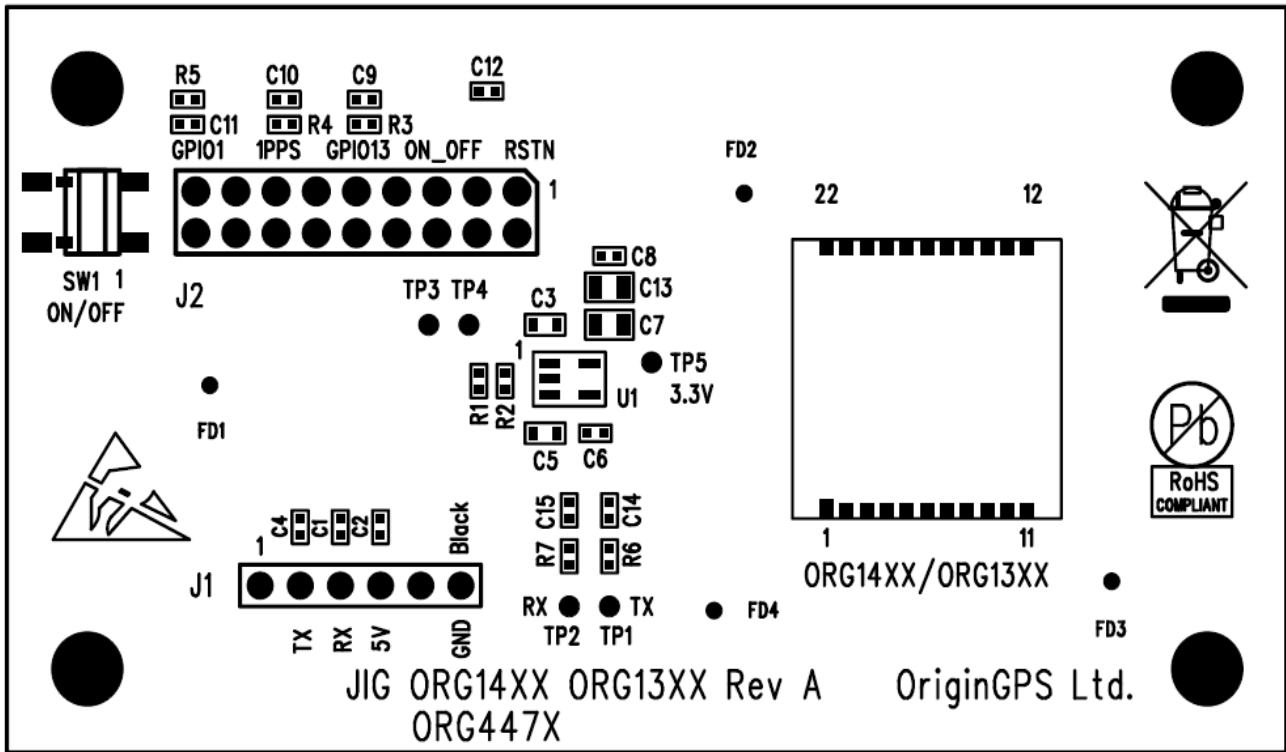 R5 C10 C9 C12
C11 R4 R3
GPIO1 1PPS GPIO13 ON_OFF RSTN
FD2
1
22 12
SW1 1
ON/OFF
J2
C8
C13
TP3 TP4
C3
C7
1
TP5
3.3V
U1
R1 R2
FD1
C5 C6
Pb
RoHS
COMPLIANT
C4 C1 C2 Black
C15 C14
1
J1
R7 R6
1 11
ORG14XX/ORG13XX
RX TX
TP2 TP1
FD4
FD3
TX RX 5V GND
JIG ORG14XX ORG13XX Rev A OriginGPS Ltd.
ORG447X